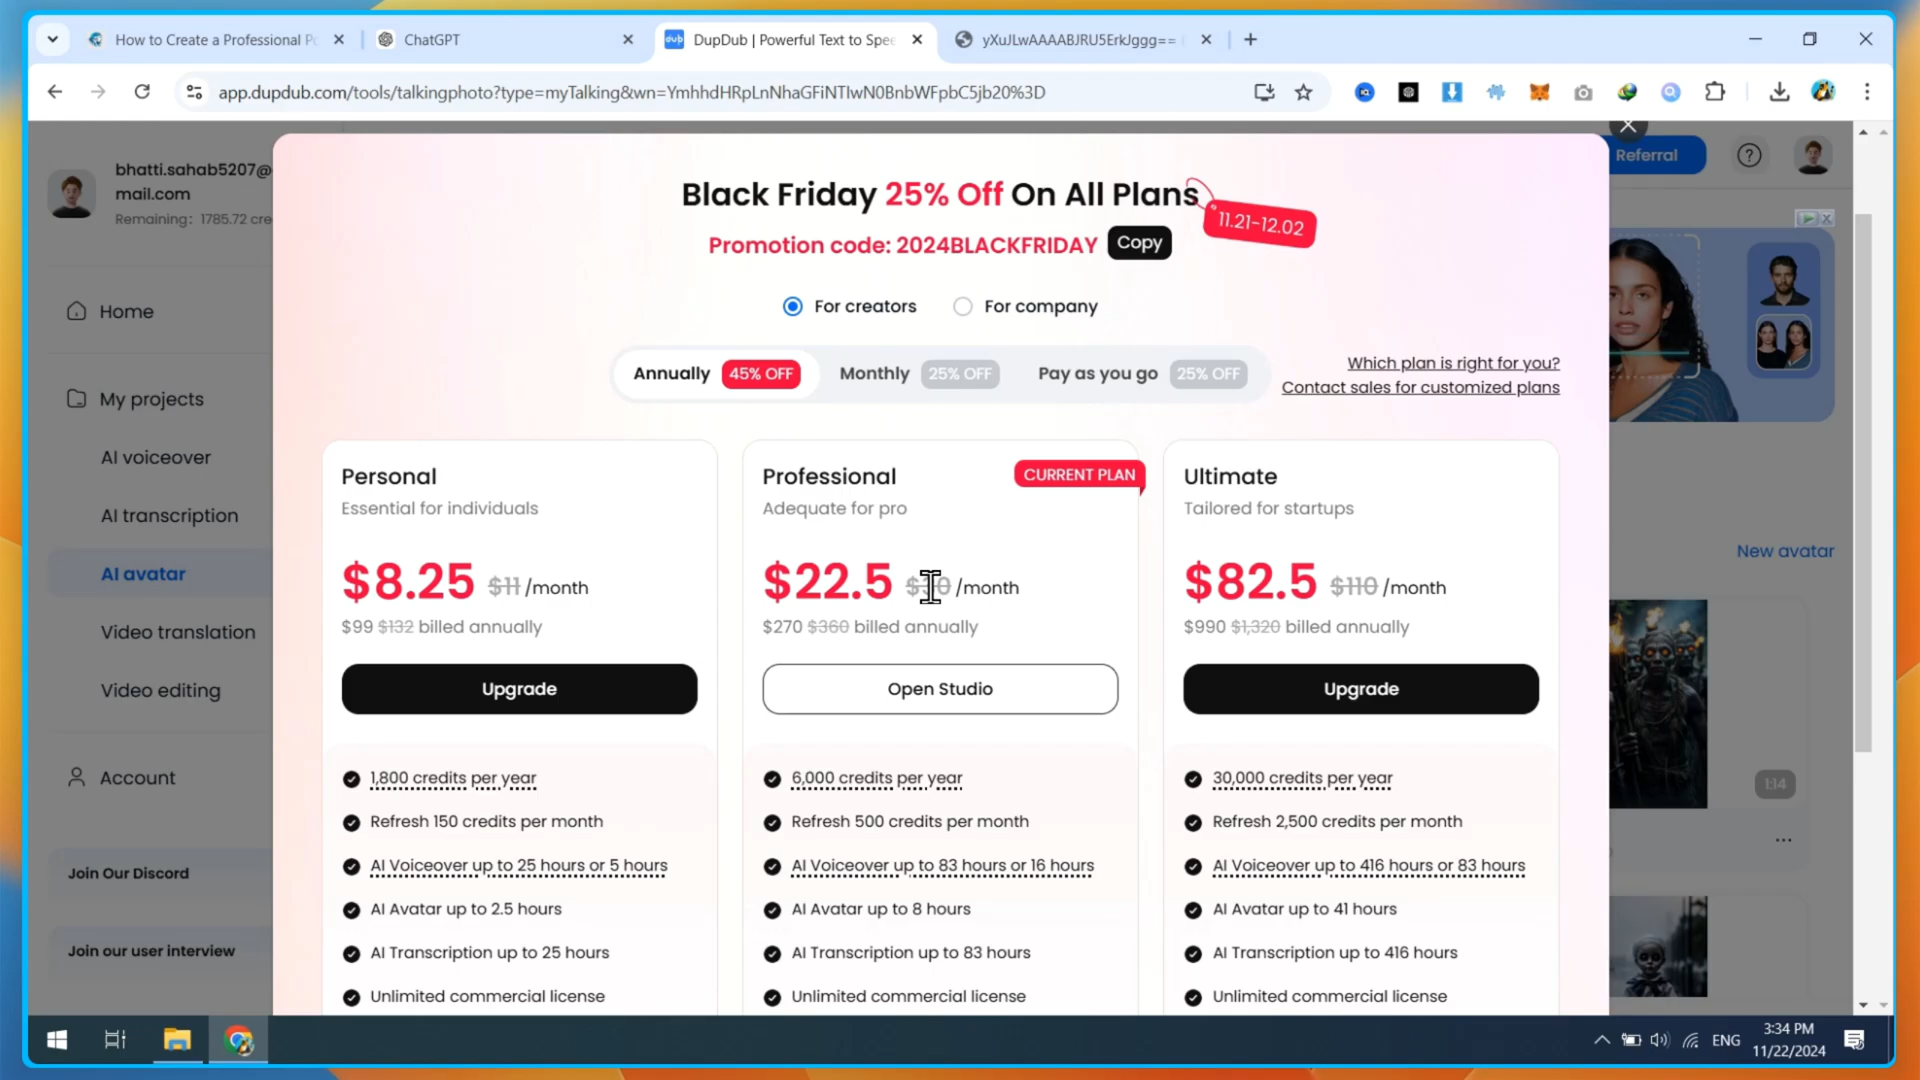 How to Create a Professional Po
ChatGPT
DupDub | Powerful Text to Spee
yXuJLwAAAABJRU5ErkJggg==
app.dupdub.com/tools/talkingphoto?type=myTalking&wn=YmhhdHRpLnNhaGFiNTIwN0BnbWFpbC5jb20%3D
bhatti.sahab5207@
mail.com
Remaining: 1785.72 cre
Home
My projects
AI voiceover
AI transcription
AI avatar
Video translation
Video editing
Account
Join Our Discord
Join our user interview
Referral
New avatar
1:14
Black Friday 25% Off On All Plans
11.21-12.02
Promotion code: 2024BLACKFRIDAY Copy
For creators For company
Annually 45% OFF Monthly 25% OFF Pay as you go 25% OFF
Which plan is right for you?
Contact sales for customized plans
Personal
Essential for individuals
$8.25 $11 /month
$99 $132 billed annually
Upgrade
1,800 credits per year
Refresh 150 credits per month
AI Voiceover up to 25 hours or 5 hours
AI Avatar up to 2.5 hours
AI Transcription up to 25 hours
Unlimited commercial license
Professional CURRENT PLAN
Adequate for pro
$22.5 $30 /month
$270 $360 billed annually
Open Studio
6,000 credits per year
Refresh 500 credits per month
AI Voiceover up to 83 hours or 16 hours
AI Avatar up to 8 hours
AI Transcription up to 83 hours
Unlimited commercial license
Ultimate
Tailored for startups
$82.5 $110 /month
$990 $1,320 billed annually
Upgrade
30,000 credits per year
Refresh 2,500 credits per month
AI Voiceover up to 416 hours or 83 hours
AI Avatar up to 41 hours
AI Transcription up to 416 hours
Unlimited commercial license
ENG
3:34 PM
11/22/2024